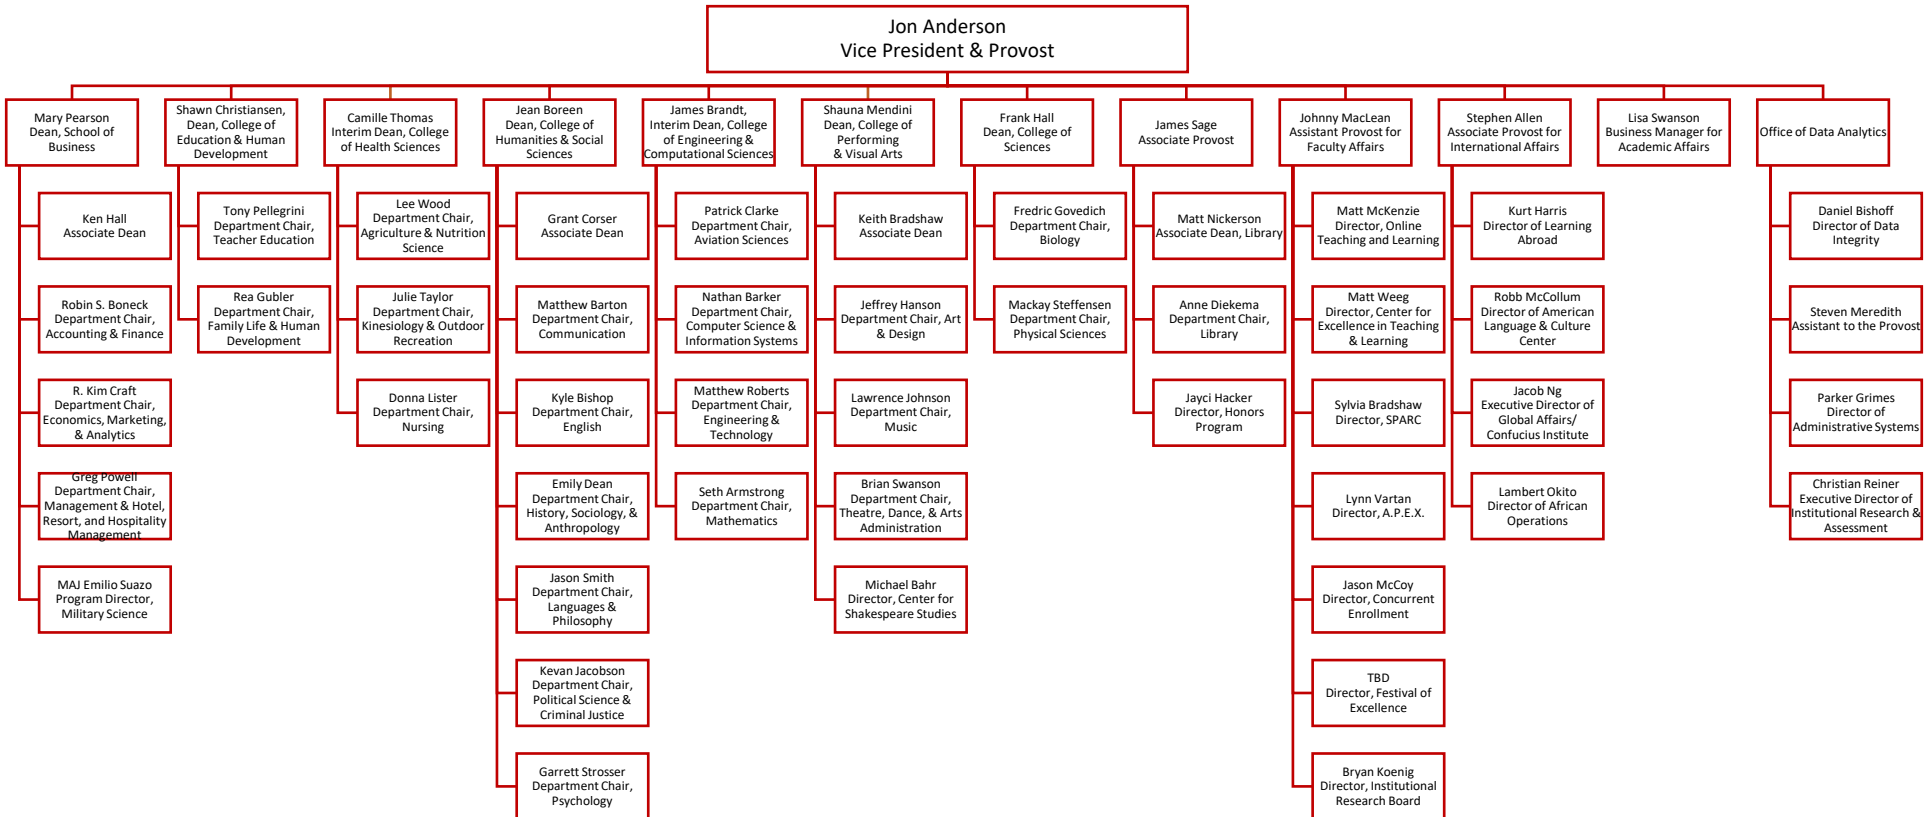 Jon Anderson
Vice President & Provost
Mary Pearson
Dean, School of
Business
Shawn Christiansen,
Dean, College of
Education & Human
Development
Camille Thomas
Interim Dean, College
of Health Sciences
Jean Boreen
Dean, College of
Humanities & Social
Sciences
James Brandt,
Interim Dean, College
of Engineering &
Computational Sciences
Shauna Mendini
Dean, College of
Performing
& Visual Arts
Frank Hall
Dean, College of
Sciences
James Sage
Associate Provost
Johnny MacLean
Assistant Provost for
Faculty Affairs
Stephen Allen
Associate Provost for
International Affairs
Lisa Swanson
Business Manager for
Academic Affairs
Office of Data Analytics
Ken Hall
Associate Dean
Tony Pellegrini
Department Chair,
Teacher Education
Lee Wood
Department Chair,
Agriculture & Nutrition
Science
Grant Corser
Associate Dean
Patrick Clarke
Department Chair,
Aviation Sciences
Keith Bradshaw
Associate Dean
Fredric Govedich
Department Chair,
Biology
Matt Nickerson
Associate Dean, Library
Matt McKenzie
Director, Online
Teaching and Learning
Kurt Harris
Director of Learning
Abroad
Daniel Bishoff
Director of Data
Integrity
Robin S. Boneck
Department Chair,
Accounting & Finance
Rea Gubler
Department Chair,
Family Life & Human
Development
Julie Taylor
Department Chair,
Kinesiology & Outdoor
Recreation
Matthew Barton
Department Chair,
Communication
Nathan Barker
Department Chair,
Computer Science &
Information Systems
Jeffrey Hanson
Department Chair, Art
& Design
Mackay Steffensen
Department Chair,
Physical Sciences
Anne Diekema
Department Chair,
Library
Matt Weeg
Director, Center for
Excellence in Teaching
& Learning
Robb McCollum
Director of American
Language & Culture
Center
Steven Meredith
Assistant to the Provost
R. Kim Craft
Department Chair,
Economics, Marketing,
& Analytics
Donna Lister
Department Chair,
Nursing
Kyle Bishop
Department Chair,
English
Matthew Roberts
Department Chair,
Engineering &
Technology
Lawrence Johnson
Department Chair,
Music
Jayci Hacker
Director, Honors
Program
Sylvia Bradshaw
Director, SPARC
Jacob Ng
Executive Director of
Global Affairs/
Confucius Institute
Parker Grimes
Director of
Administrative Systems
Greg Powell
Department Chair,
Management & Hotel,
Resort, and Hospitality
Management
Emily Dean
Department Chair,
History, Sociology, &
Anthropology
Seth Armstrong
Department Chair,
Mathematics
Brian Swanson
Department Chair,
Theatre, Dance, & Arts
Administration
Lynn Vartan
Director, A.P.E.X.
Lambert Okito
Director of African
Operations
Christian Reiner
Executive Director of
Institutional Research &
Assessment
MAJ Emilio Suazo
Program Director,
Military Science
Jason Smith
Department Chair,
Languages &
Philosophy
Michael Bahr
Director, Center for
Shakespeare Studies
Jason McCoy
Director, Concurrent
Enrollment
Kevan Jacobson
Department Chair,
Political Science &
Criminal Justice
TBD
Director, Festival of
Excellence
Garrett Strosser
Department Chair,
Psychology
Bryan Koenig
Director, Institutional
Research Board